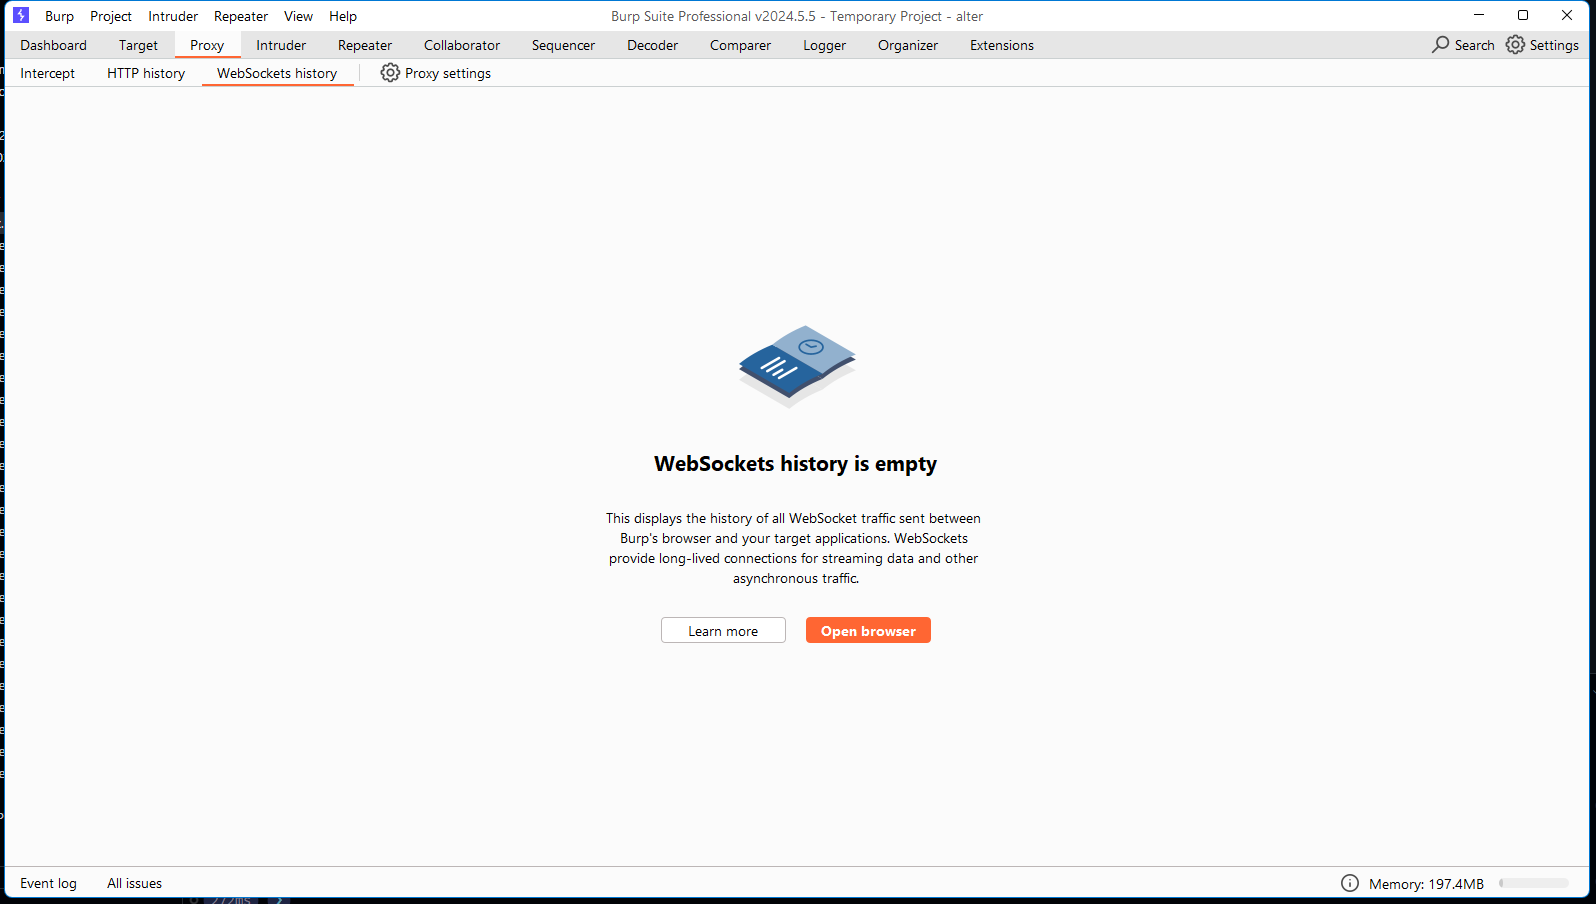 Burp Project Intruder Repeater View Help Burp Suite Professional v2024.5.5 - Temporary Project - alter
Dashboard Target Proxy Intruder Repeater Collaborator Sequencer Decoder Comparer Logger Organizer Extensions Search Settings
Intercept HTTP history WebSockets history Proxy settings
WebSockets history is empty
This displays the history of all WebSocket traffic sent between
Burp's browser and your target applications. WebSockets
provide long-lived connections for streaming data and other
asynchronous traffic.
Learn more Open browser
Event log All issues Memory: 197.4MB